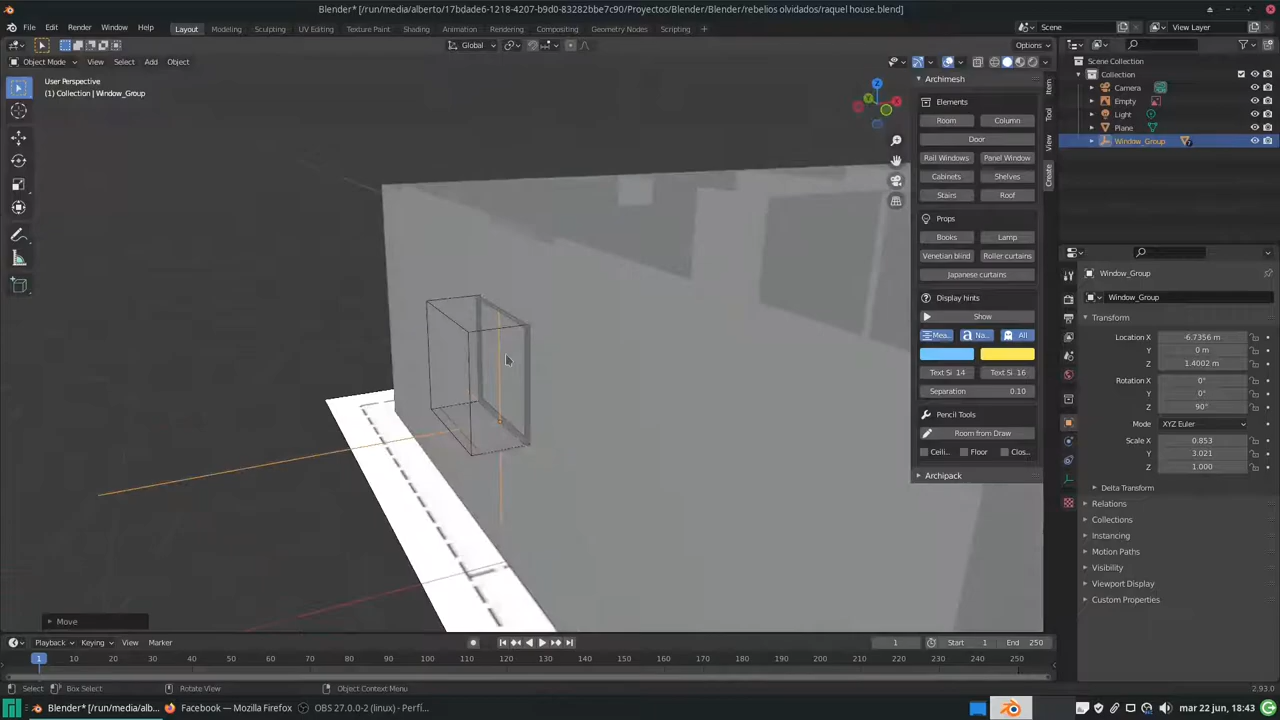 Blender* [/run/media/alberto/17bdade6-1218-4207-b9d0-83282bbe7c90/Proyectos/Blender/Blender/rebelios olvidados/raquel house.blend]
File Edit Render Window Help Layout Modeling Sculpting UV Editing Texture Paint Shading Animation Rendering Compositing Geometry Nodes Scripting + Scene View Layer
Global Options
Object Mode View Select Add Object
User Perspective
(1) Collection | Window_Group
Archimesh
Elements
Room Column
Door
Rail Windows Panel Window
Cabinets Shelves
Stairs Roof
Props
Books Lamp
Venetian blind Roller curtains
Japanese curtains
Display hints
Show
Mea... Na... All
Text Si 14 Text Si 16
Separation 0.10
Pencil Tools
Room from Draw
Ceili... Floor Clos...
Archipack
Item
Tool
View
Create
Scene Collection
Collection
Camera
Empty
Light
Plane
Window_Group
Window_Group
Window_Group
Transform
Location X -6.7356 m
Y 0 m
Z 1.4002 m
Rotation X 0°
Y 0°
Z 90°
Mode XYZ Euler
Scale X 0.853
Y 3.021
Z 1.000
Delta Transform
Relations
Collections
Instancing
Motion Paths
Visibility
Viewport Display
Custom Properties
Move
Playback Keying View Marker 1 Start 1 End 250
1 10 20 30 40 50 60 70 80 90 100 110 120 130 140 150 160 170 180 190 200 210 220 230 240 250
Select Box Select Rotate View Object Context Menu 2.93.0
Blender* [/run/media/alb... Facebook — Mozilla Firefox OBS 27.0.0-2 (linux) - Perfí... mar 22 jun, 18:43